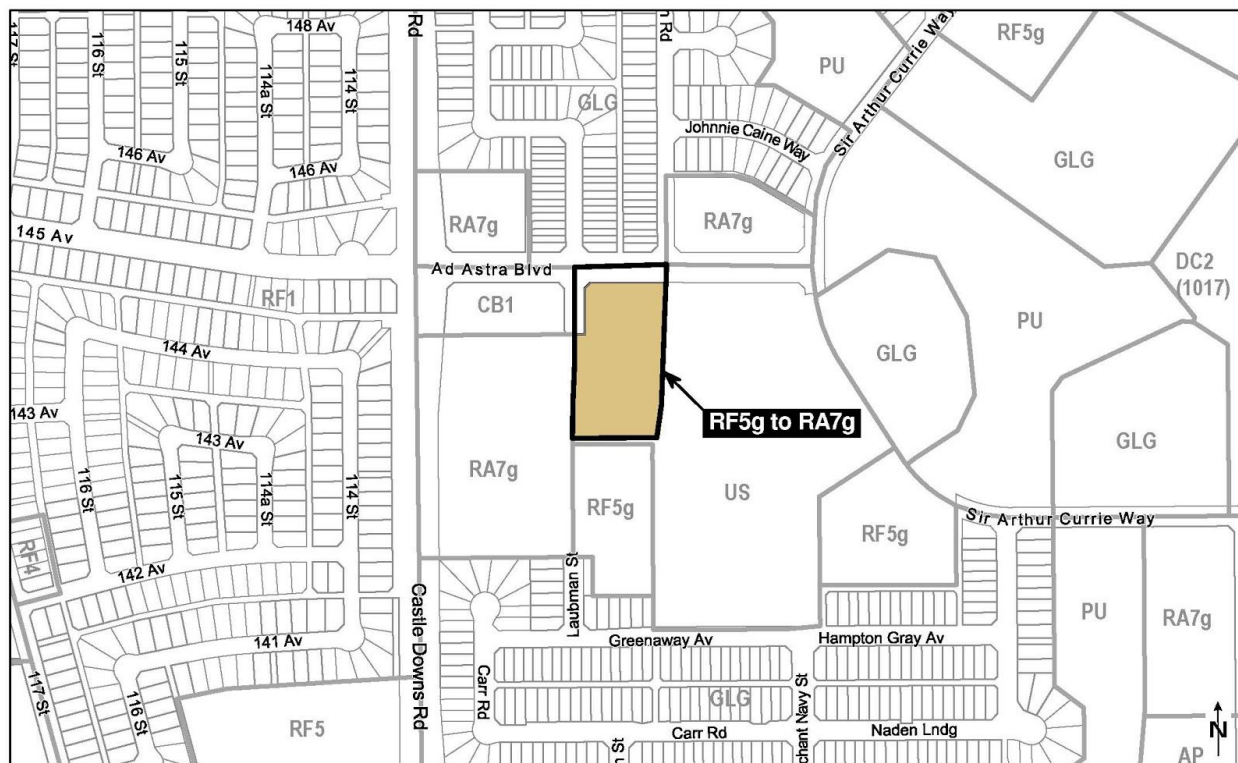 148 Av
Rd
Rd
RF5g
117 St
116 St
115 St
114a St
114 St
GLG
PU
Sir Arthur Currie Way
Johnnie Caine Way
GLG
146 Av
146 Av
RA7g
RA7g
145 Av
Ad Astra Blvd
DC2
(1017)
RF1
CB1
PU
144 Av
GLG
RF5g to RA7g
143 Av
143 Av
GLG
116 St
115 St
114a St
114 St
RA7g
RF5g
US
Sir Arthur Currie Way
RF5g
RF4
142 Av
Laubman St
Castle Downs Rd
PU
RA7g
141 Av
Greenaway Av
Hampton Gray Av
117 St
116 St
Carr Rd
GLG
RF5
Carr Rd
Naden Lndg
St
Navy St
N
AP